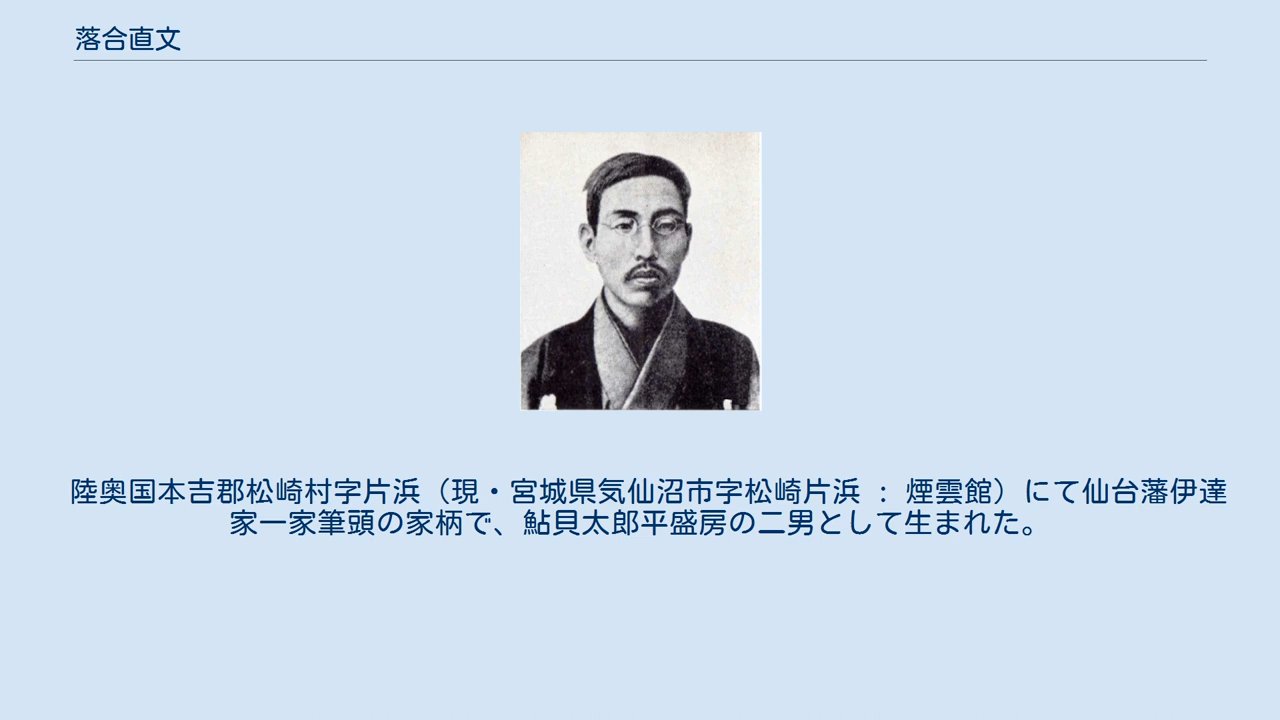 落合直文
陸奥国本吉郡松崎村字片浜（現・宮城県気仙沼市字松崎片浜 : 煙雲館）にて仙台藩伊達
家一家筆頭の家柄で、鮎貝太郎平盛房の二男として生まれた。